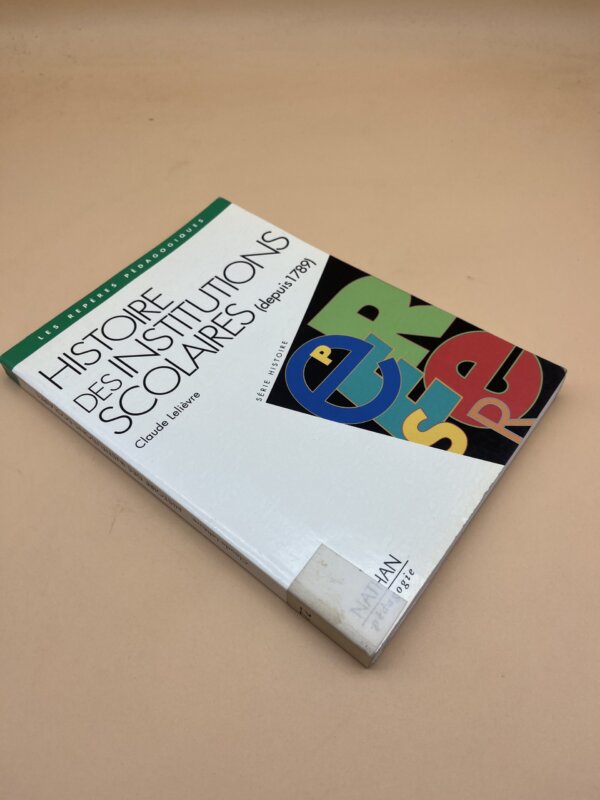 LES REPÈRES PÉDAGOGIQUES
HISTOIRE
DES INSTITUTIONS
SCOLAIRES (depuis 1789)
Claude Lelièvre
SÉRIE HISTOIRE
P
e
R
u
s
e
R
NATHAN
pédagogie